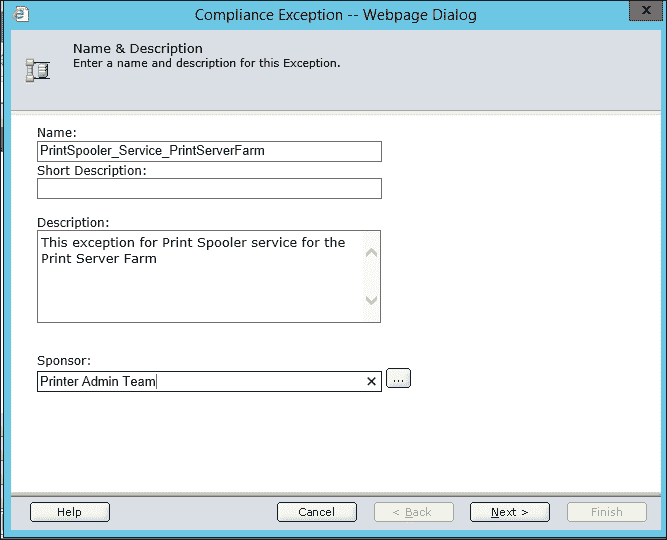 Compliance Exception -- Webpage Dialog
X
Name & Description
Enter a name and description for this Exception.
Name:
PrintSpooler_Service_PrintServerFarm
Short Description:
Description:
This exception for Print Spooler service for the
Print Server Farm
Sponsor:
Printer Admin Team
...
Help
Cancel
< Back
Next >
Finish